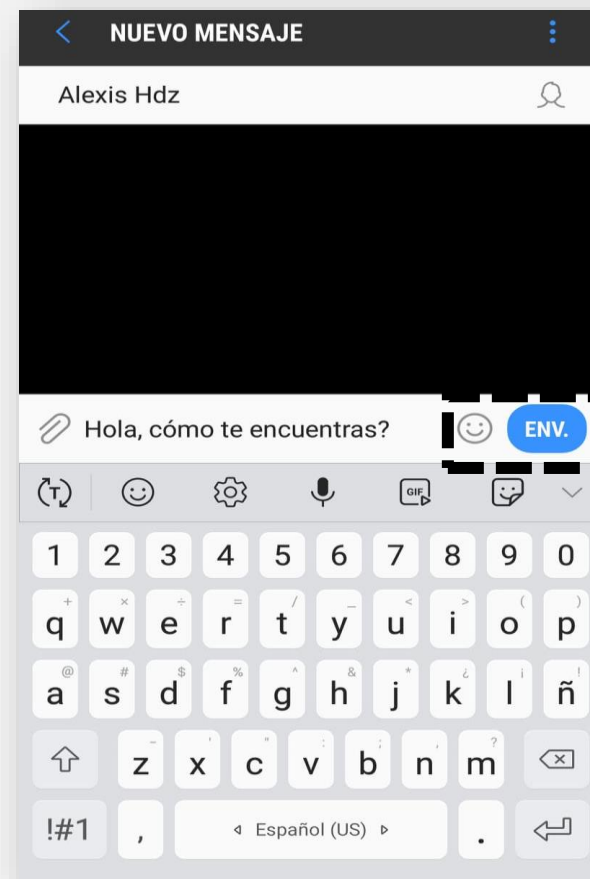 NUEVO MENSAJE
Alexis Hdz
Hola, cómo te encuentras?
ENV.
T GIF
1 2 3 4 5 6 7 8 9 0
+ × ÷ = / _ < > ( )
q w e r t y u i o p
@ # $ % ^ & * ¿ ¡ !
a s d f g h j k l ñ
- ' " : ; , ?
z x c v b n m
!#1 , Español (US) .